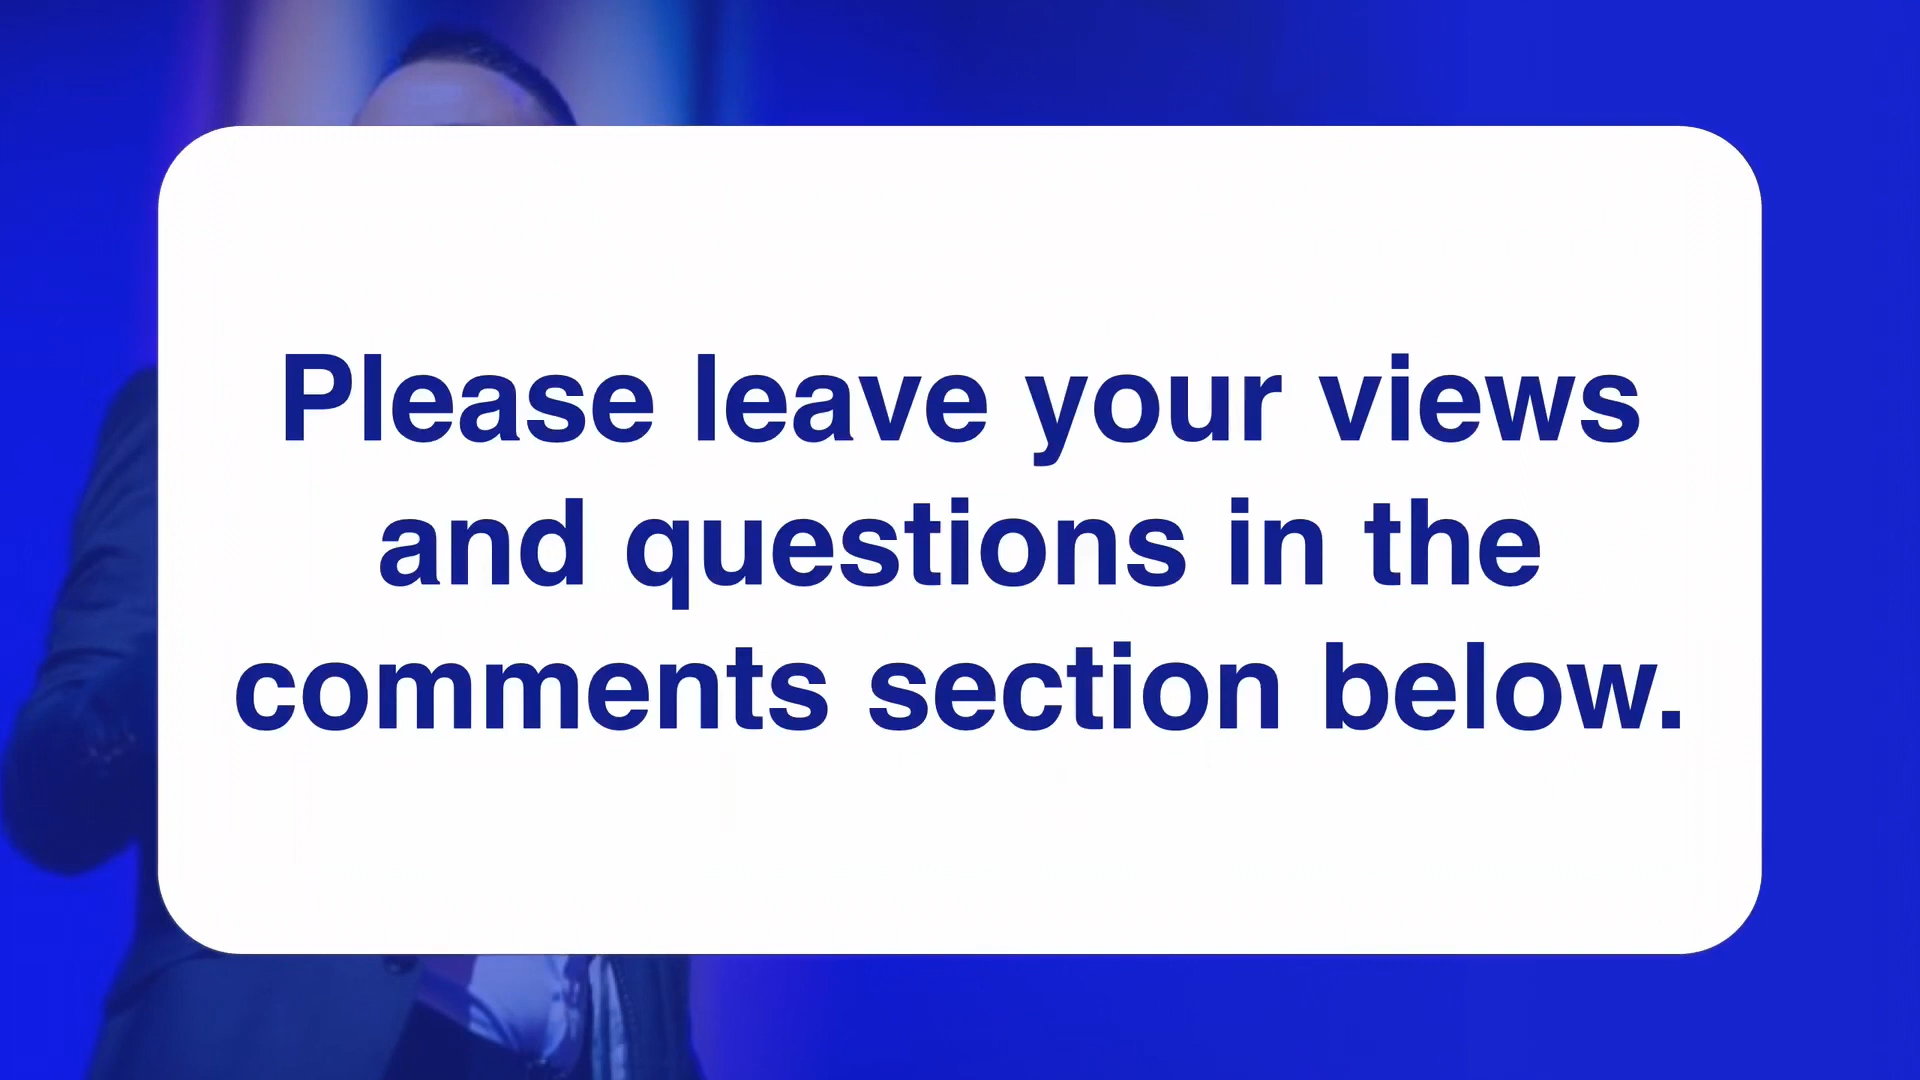 Please leave your views
and questions in the
comments section below.